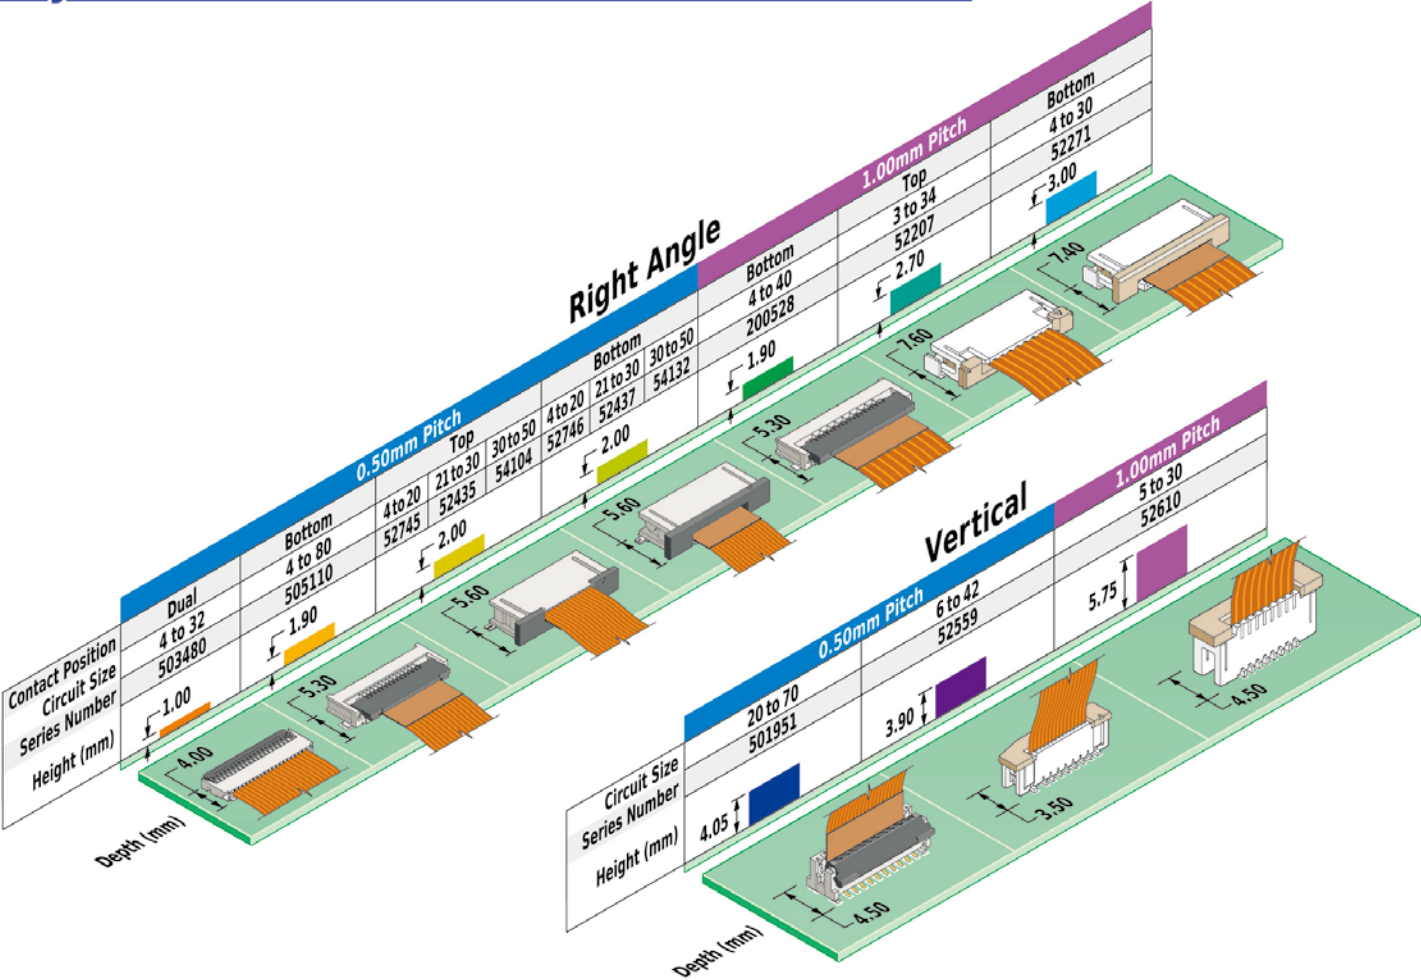 Right Angle
0.50mm Pitch
1.00mm Pitch
Contact Position
Dual
Bottom
Top
Bottom
Bottom
Top
Bottom
Circuit Size
4 to 32
4 to 80
4 to 20
21 to 30
30 to 50
4 to 20
21 to 30
30 to 50
4 to 40
3 to 34
4 to 30
Series Number
503480
505110
52745
52435
54104
52746
52437
54132
200528
52207
52271
Height (mm)
1.00
1.90
2.00
2.00
1.90
2.70
3.00
Depth (mm)
4.00
5.30
5.60
5.60
5.30
7.60
7.40
Vertical
0.50mm Pitch
1.00mm Pitch
Circuit Size
20 to 70
6 to 42
5 to 30
Series Number
501951
52559
52610
Height (mm)
4.05
3.90
5.75
Depth (mm)
4.50
3.50
4.50